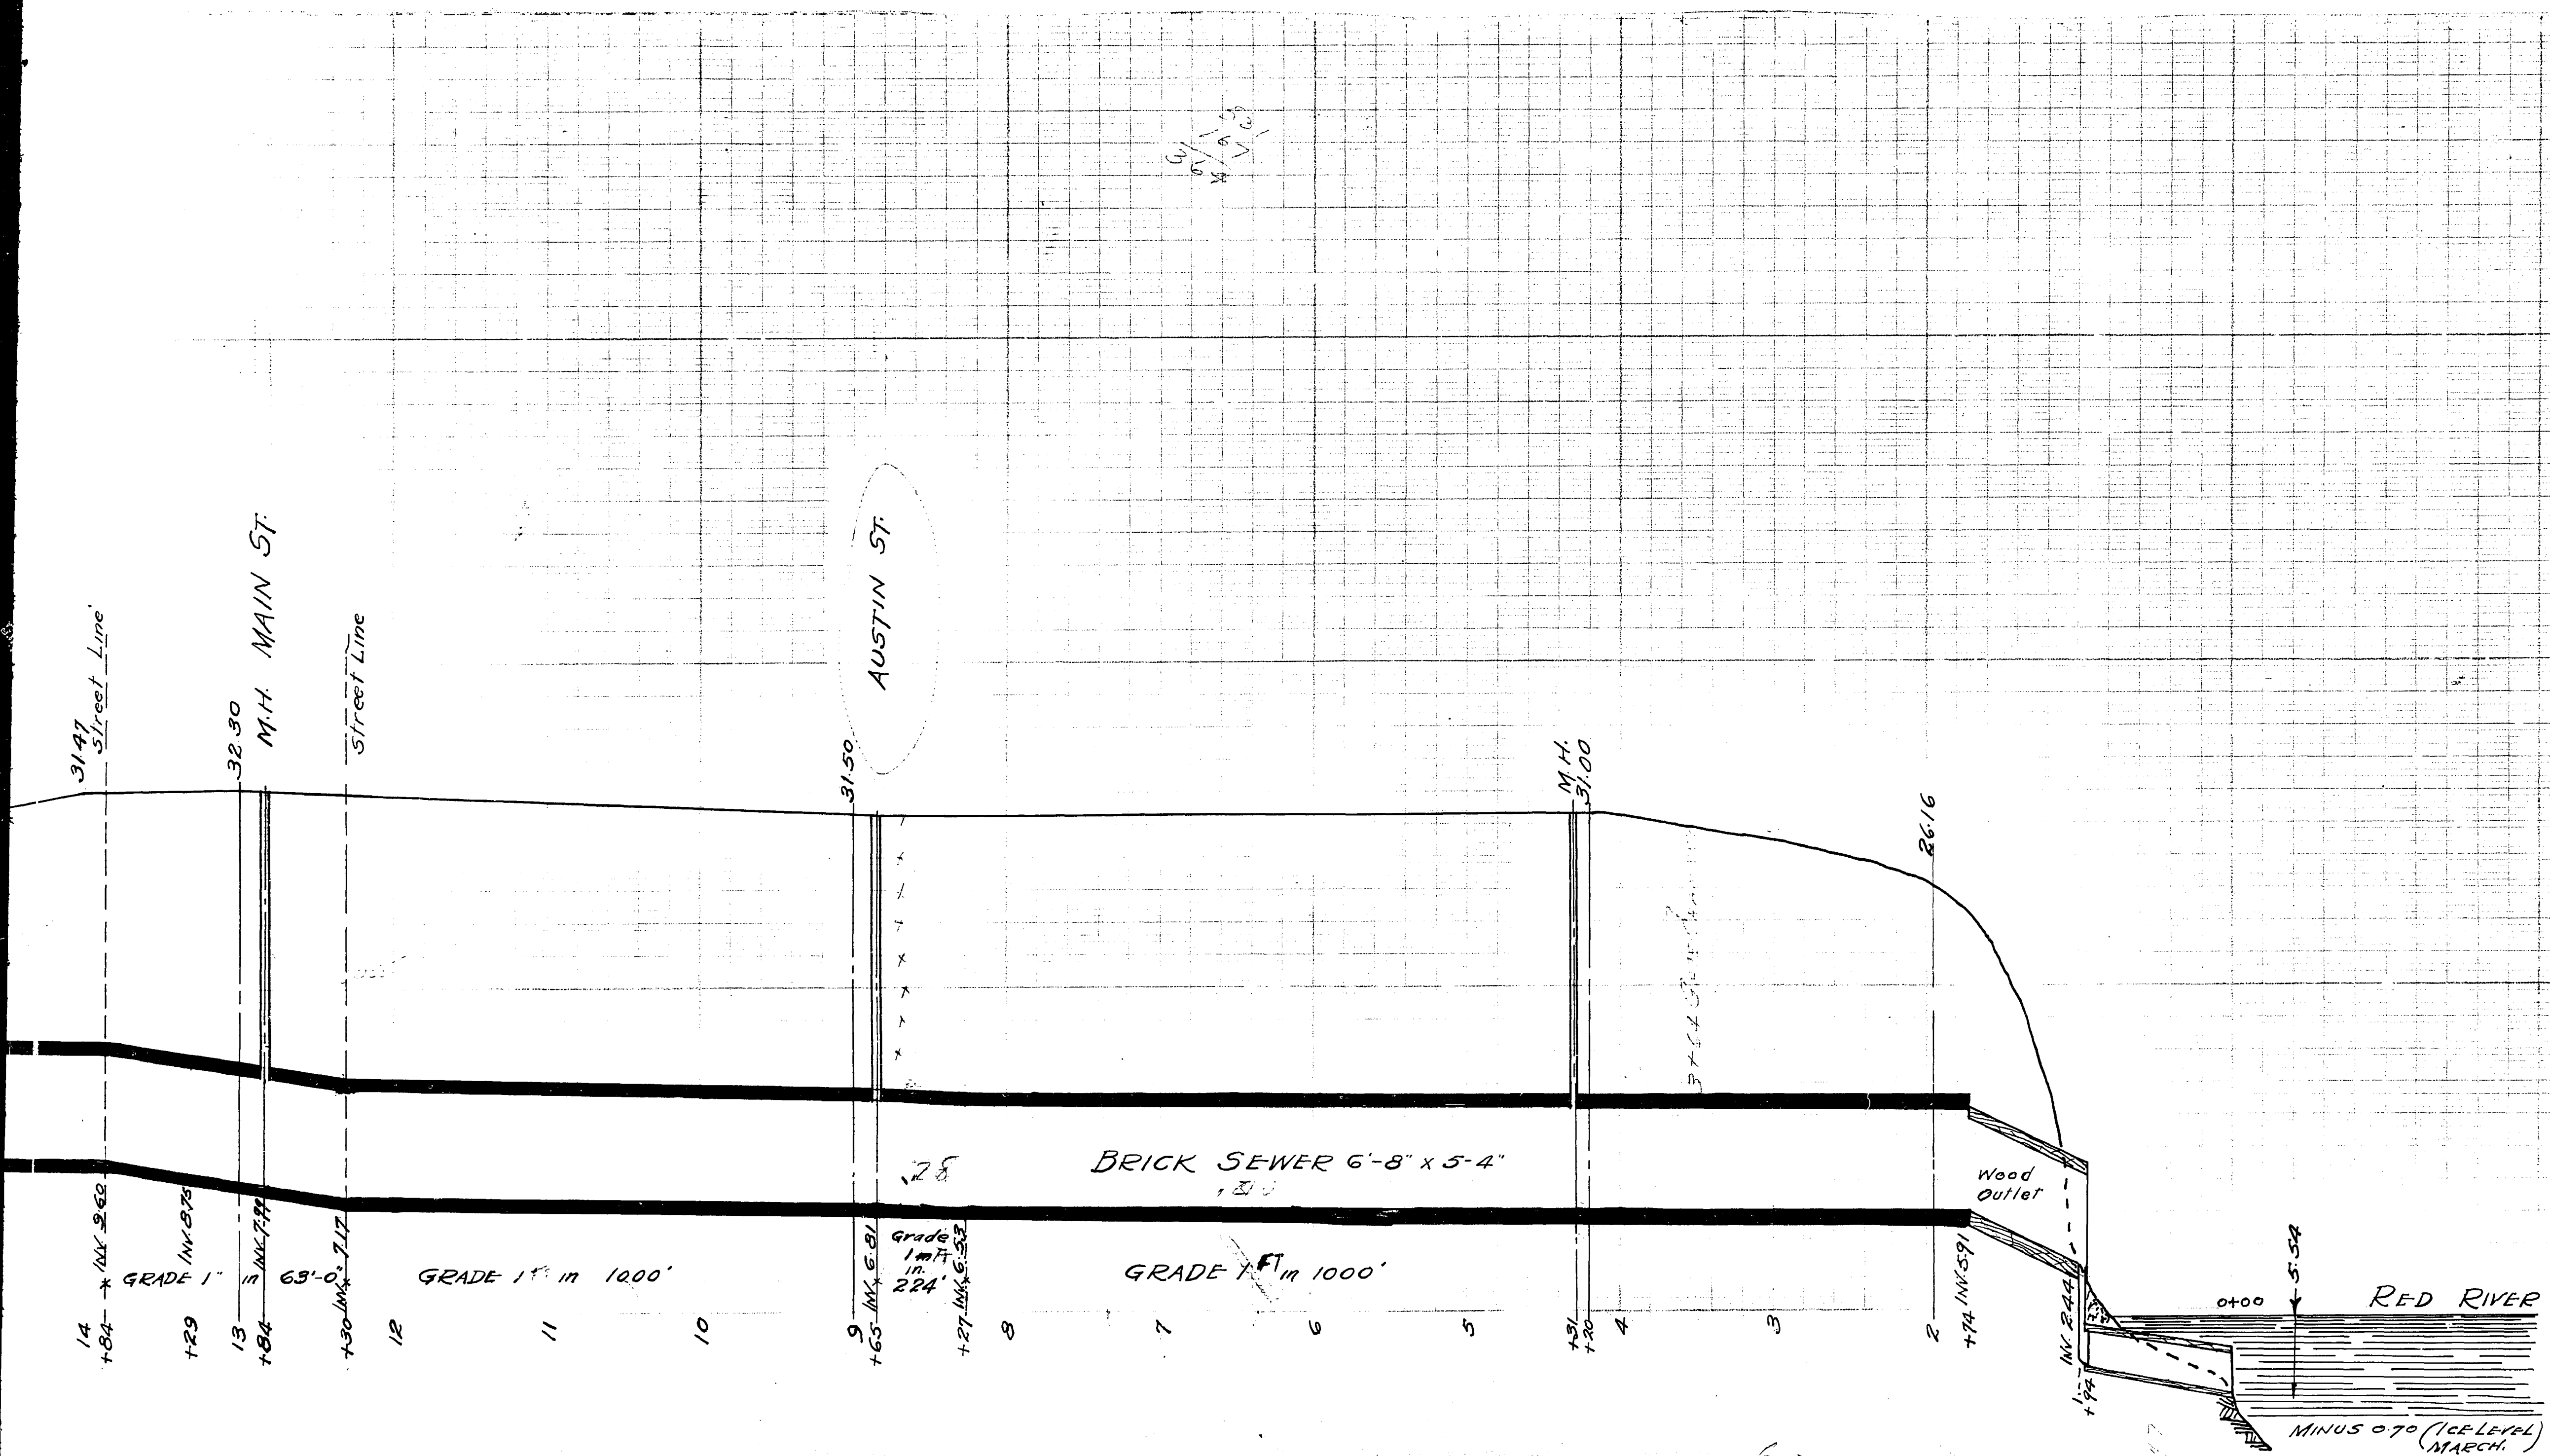 31.47
Street Line
32.30
M.H. MAIN ST.
Street Line
31.50
AUSTIN ST.
M.H.
31.00
26.16
BRICK SEWER 6'-8" x 5-4"
.28
Wood
Outlet
INV. 9.60
INV. 8.75
INV. 7.17
INV. 6.81
INV. 6.53
INV. 5.91
INV. 2.44
GRADE 1" in 63'-0"
GRADE 1 FT in 1000'
Grade
1 in Ft
in
224'
GRADE 1 FT in 1000'
0+00
5.54
RED RIVER
14
+84
+29
13
+84
+30
12
11
10
9
+65
+27
8
7
6
5
+31
+20
4
3
2
+74
1
+94
MINUS 0.70 (ICE LEVEL)
MARCH.